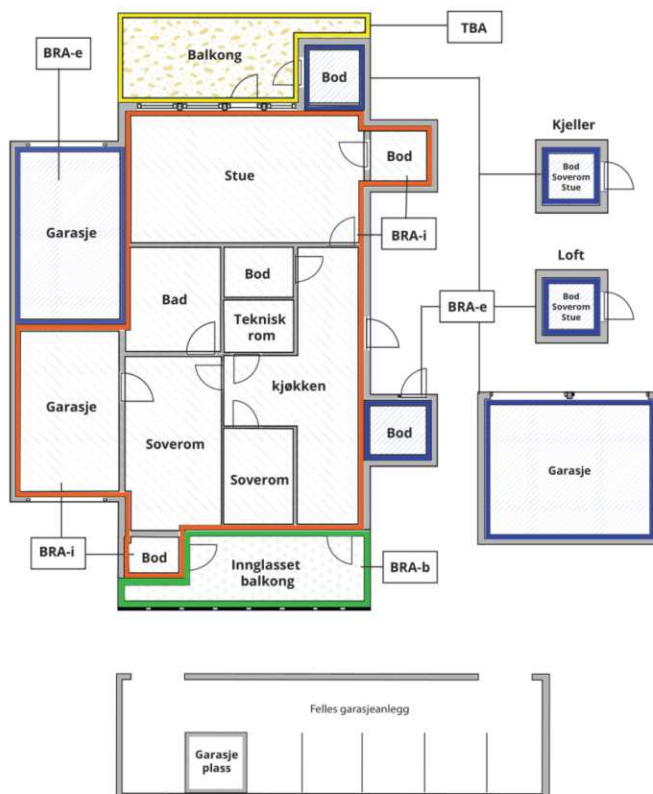 TBA
BRA-e
Balkong
Bod
Kjeller
Bod
Soverom
Stue
Stue
Bod
Garasje
BRA-i
Loft
Bod
Soverom
Stue
Bod
Bad
BRA-e
Teknisk
rom
Garasje
kjøkken
Bod
Soverom
Soverom
Garasje
BRA-i
Bod
Innglasset
balkong
BRA-b
Felles garasjeanlegg
Garasje
plass